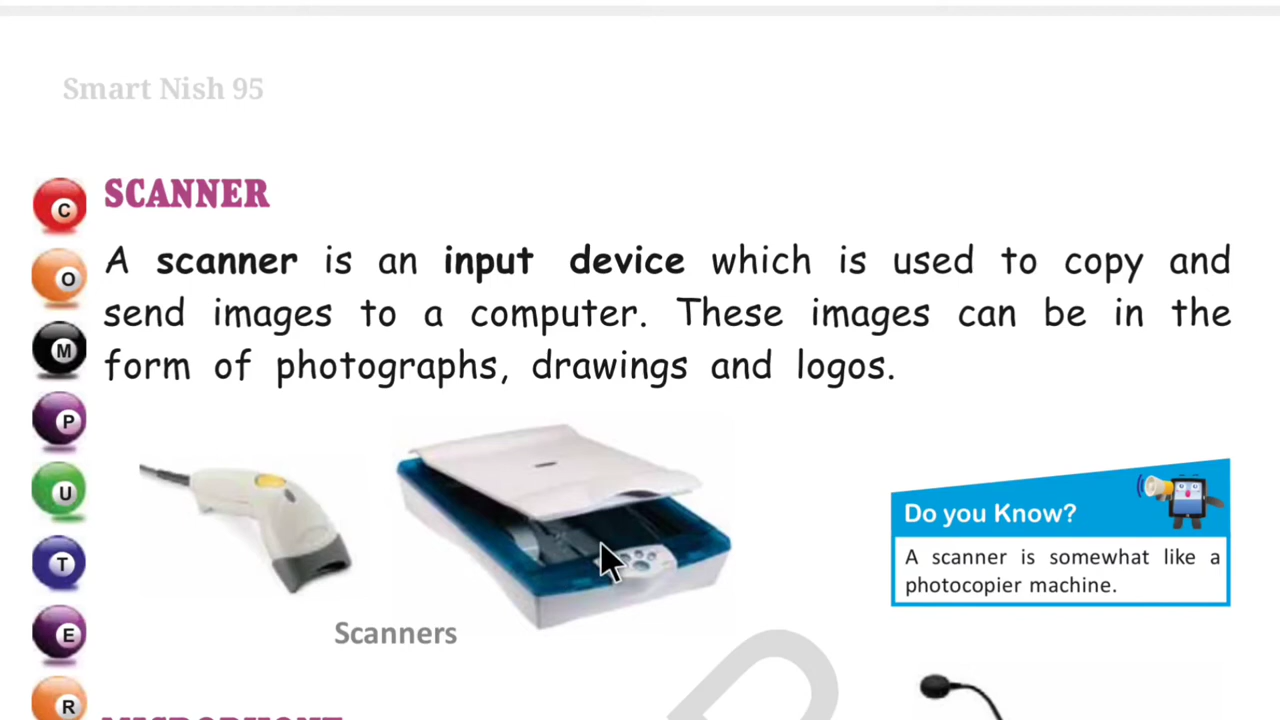 Smart Nish 95
SCANNER
A scanner is an input device which is used to copy and
send images to a computer. These images can be in the
form of photographs, drawings and logos.
C
O
M
P
U
T
E
R
Do you Know?
A scanner is somewhat like a
photocopier machine.
Scanners
MICROPHONE